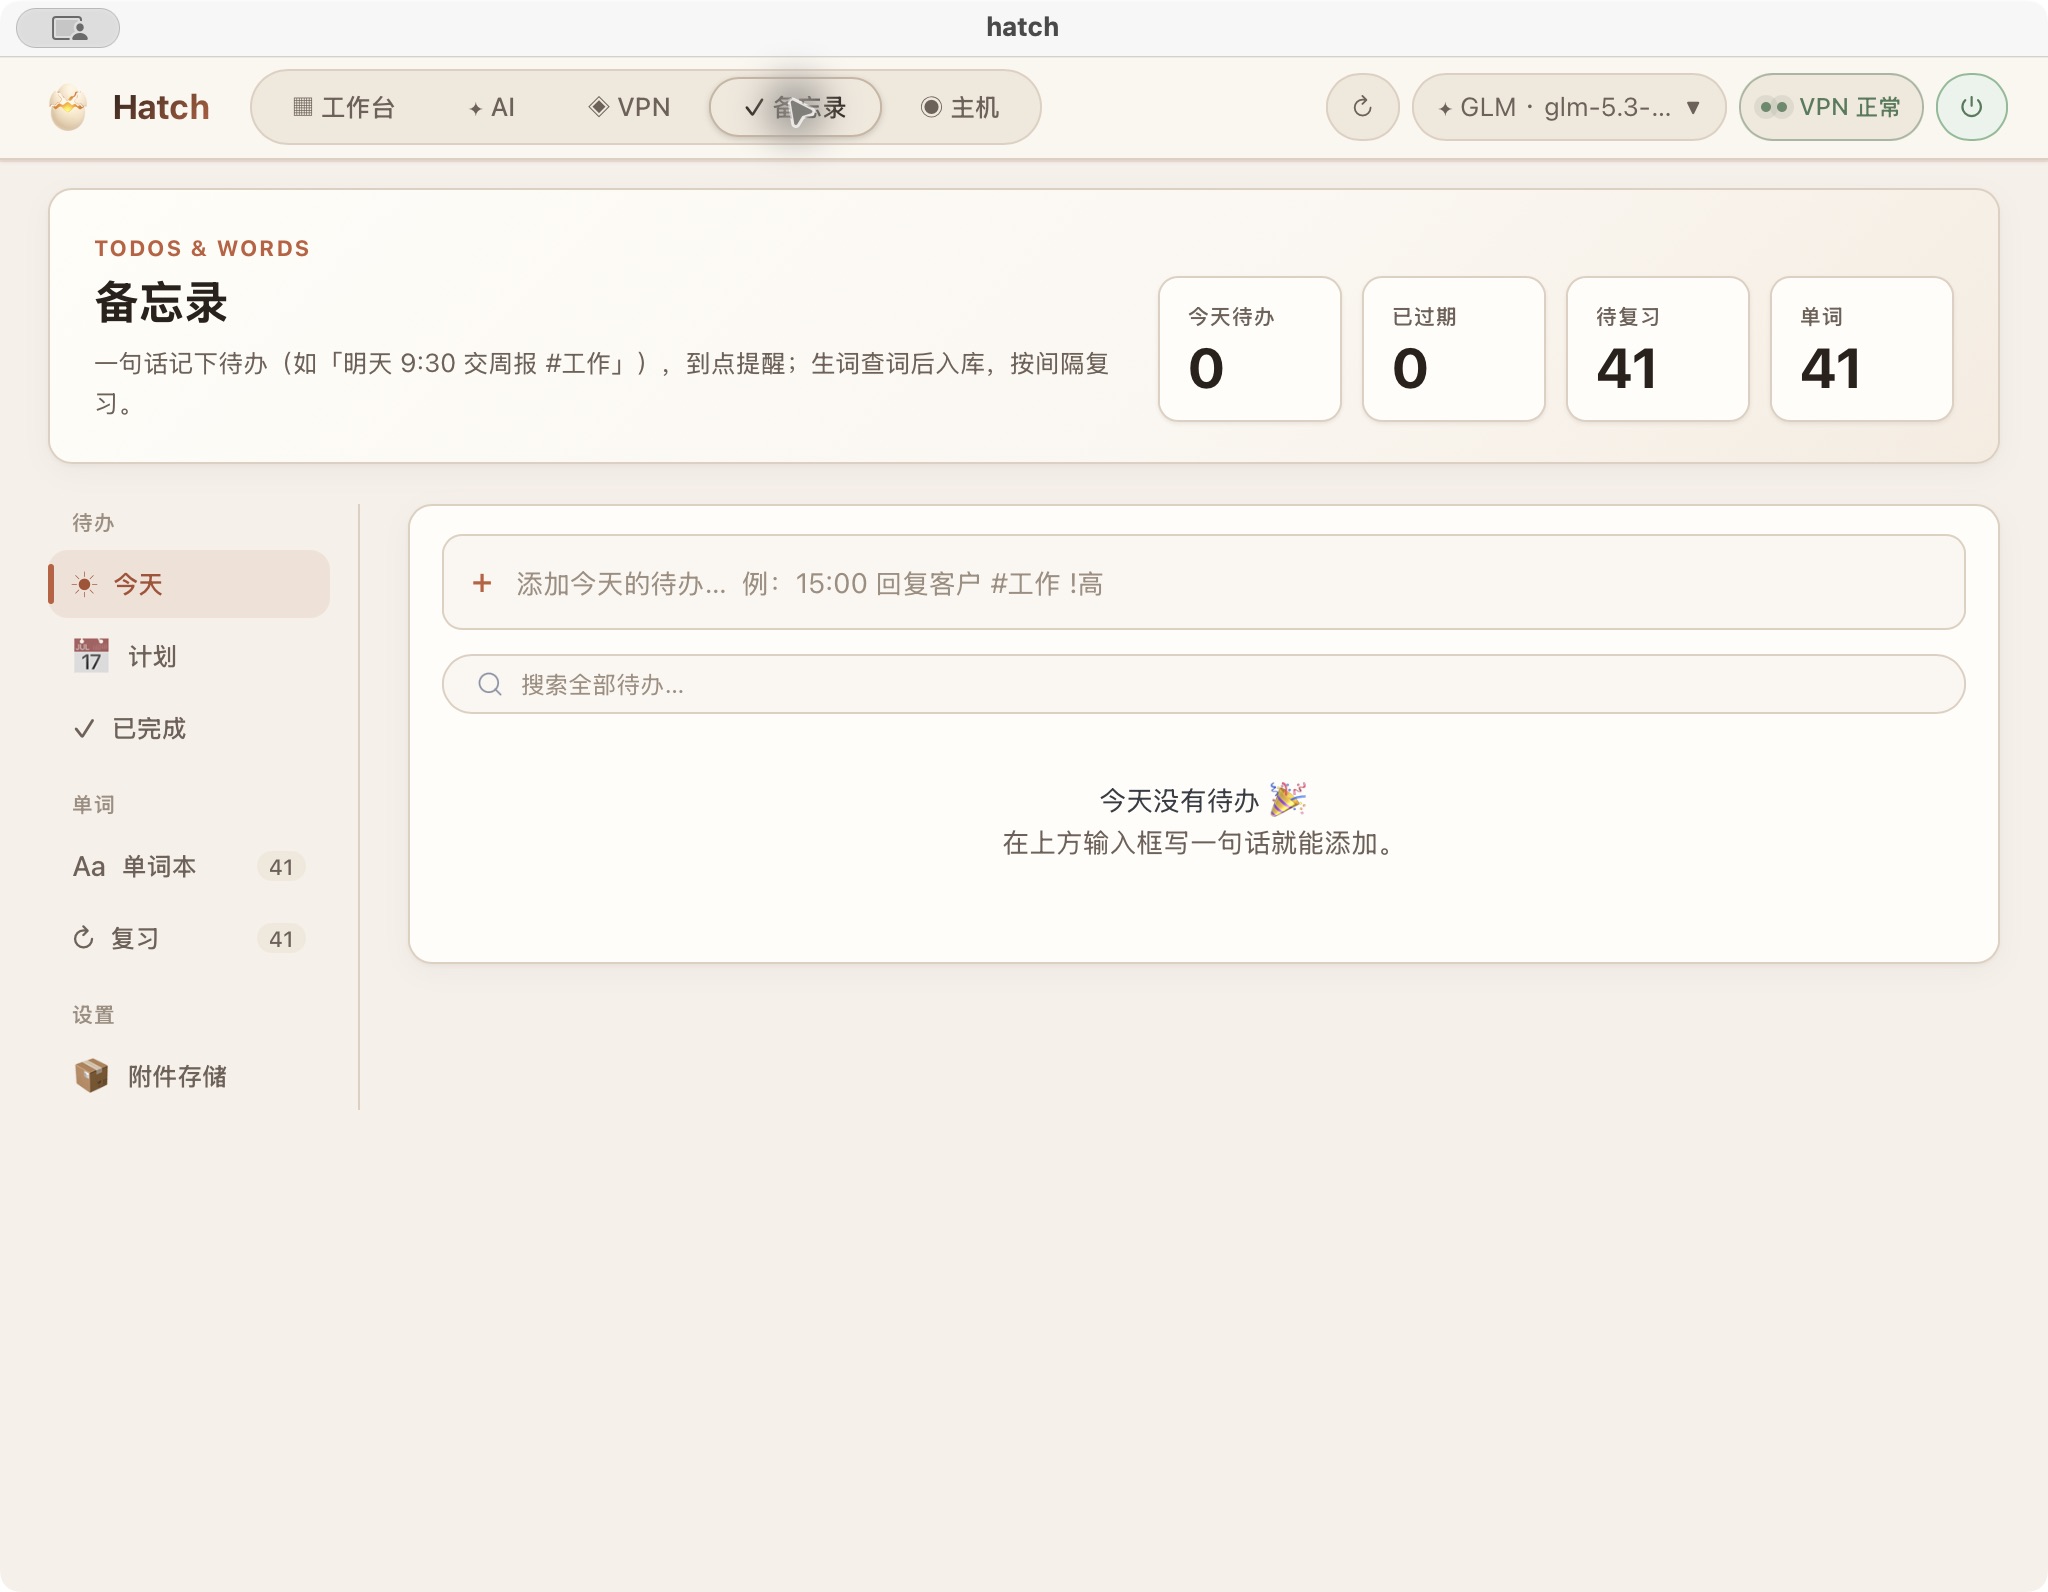 hatch
Hatch
工作台
AI
VPN
备忘录
主机
GLM · glm-5.3-...
VPN 正常
TODOS & WORDS
备忘录
一句话记下待办（如「明天 9:30 交周报 #工作」），到点提醒；生词查词后入库，按间隔复
习。
今天待办
0
已过期
0
待复习
41
单词
41
待办
今天
JUL 17 计划
已完成
单词
Aa 单词本 41
复习 41
设置
附件存储
+ 添加今天的待办... 例：15:00 回复客户 #工作 !高
搜索全部待办...
今天没有待办
在上方输入框写一句话就能添加。